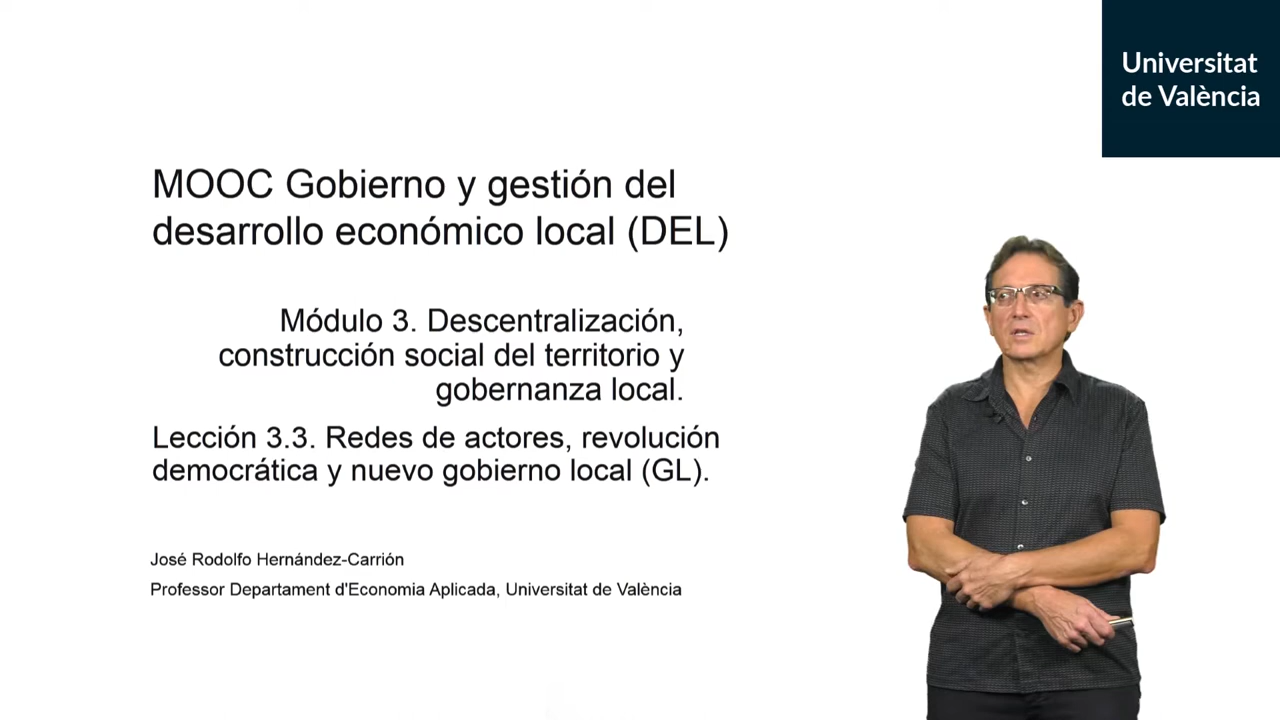 Universitat
de València
MOOC Gobierno y gestión del
desarrollo económico local (DEL)
Módulo 3. Descentralización,
construcción social del territorio y
gobernanza local.
Lección 3.3. Redes de actores, revolución
democrática y nuevo gobierno local (GL).
José Rodolfo Hernández-Carrión
Professor Departament d'Economia Aplicada, Universitat de València